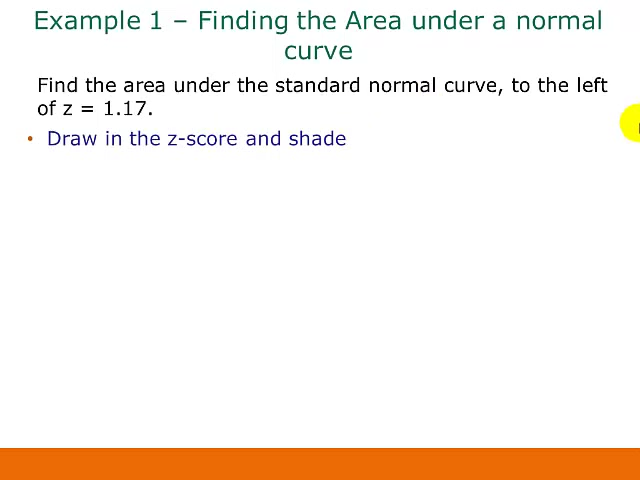 Example 1 – Finding the Area under a normal
curve
Find the area under the standard normal curve, to the left
of z = 1.17.
• Draw in the z-score and shade